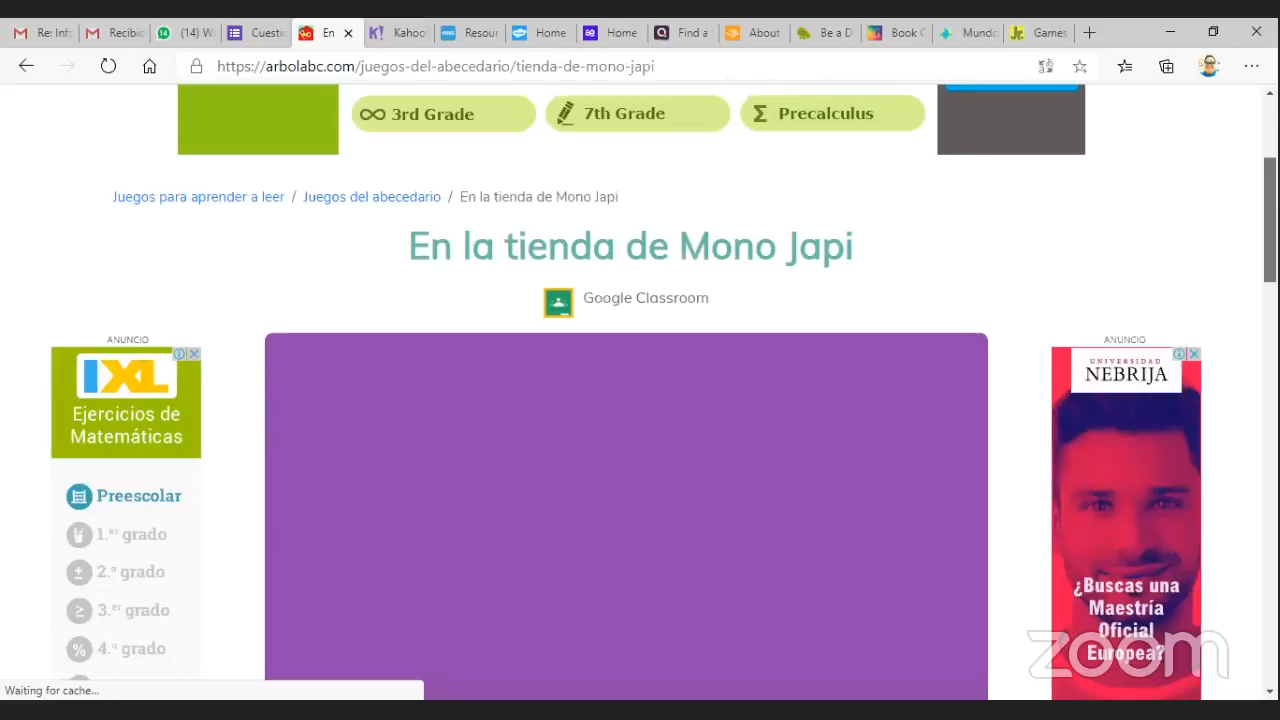 Re: Info
Recibio
(14) W
Cuestio
En
Kahoo
Resour
Home
Home
Find a
About
Be a D
Book C
Mundo
Games
https://arbolabc.com/juegos-del-abecedario/tienda-de-mono-japi
3rd Grade
7th Grade
Σ Precalculus
Juegos para aprender a leer / Juegos del abecedario / En la tienda de Mono Japi
En la tienda de Mono Japi
Google Classroom
ANUNCIO
IXL
Ejercicios de
Matemáticas
Preescolar
1.er grado
2.º grado
3.er grado
4.º grado
ANUNCIO
UNIVERSIDAD
NEBRIJA
¿Buscas una
Maestría
Oficial
Europea?
zoom
Waiting for cache...